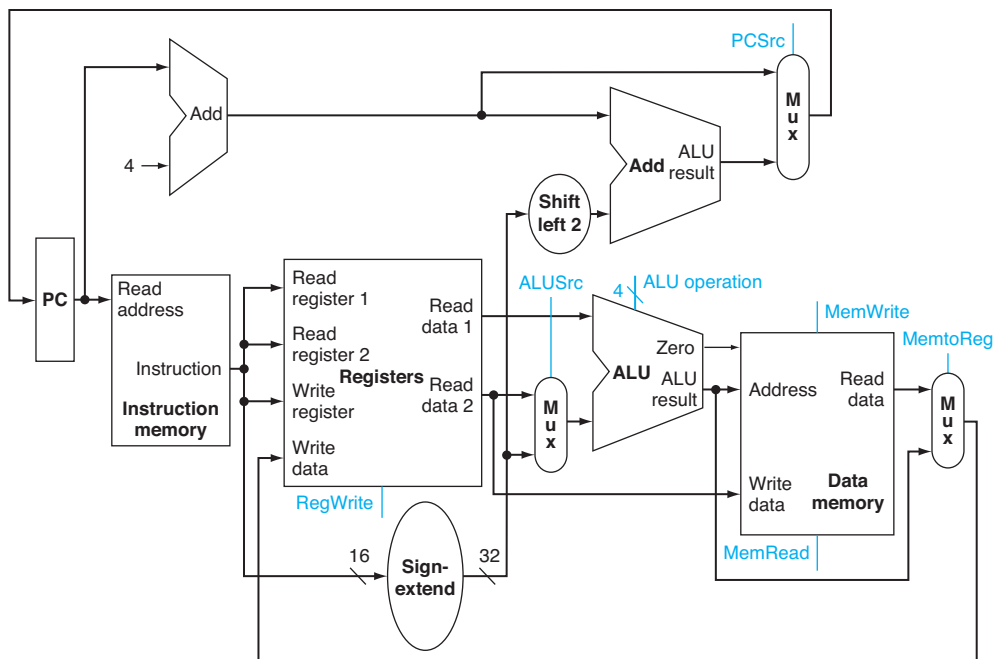 PCSrc
Add
4
M
u
x
Add
ALU
result
Shift
left 2
PC
Read
address
Instruction
Instruction
memory
Read
register 1
Read
register 2
Write
register
Write
data
Registers
Read
data 1
Read
data 2
RegWrite
16
Sign-
extend
32
ALUSrc
M
u
x
4
ALU operation
Zero
ALU
ALU
result
MemWrite
Address
Read
data
Write
data
Data
memory
MemRead
MemtoReg
M
u
x